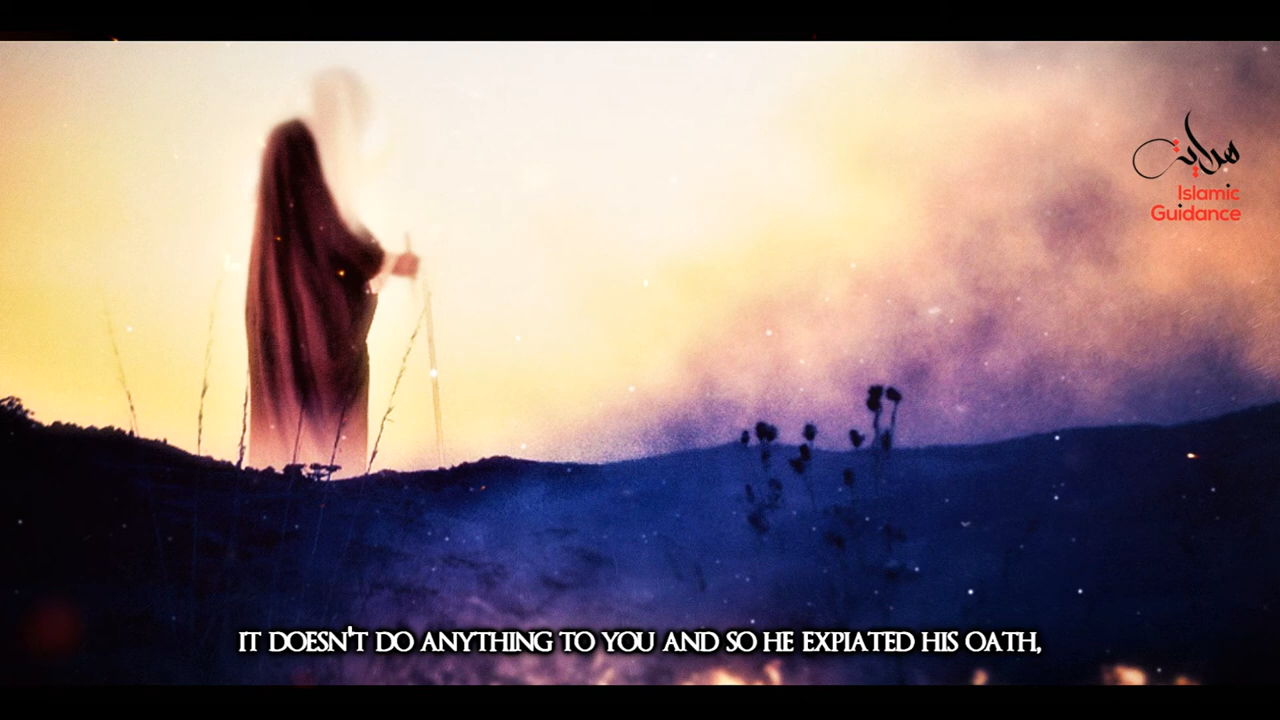 هداية
Islamic
Guidance
IT DOESN'T DO ANYTHING TO YOU AND SO HE EXPIATED HIS OATH,